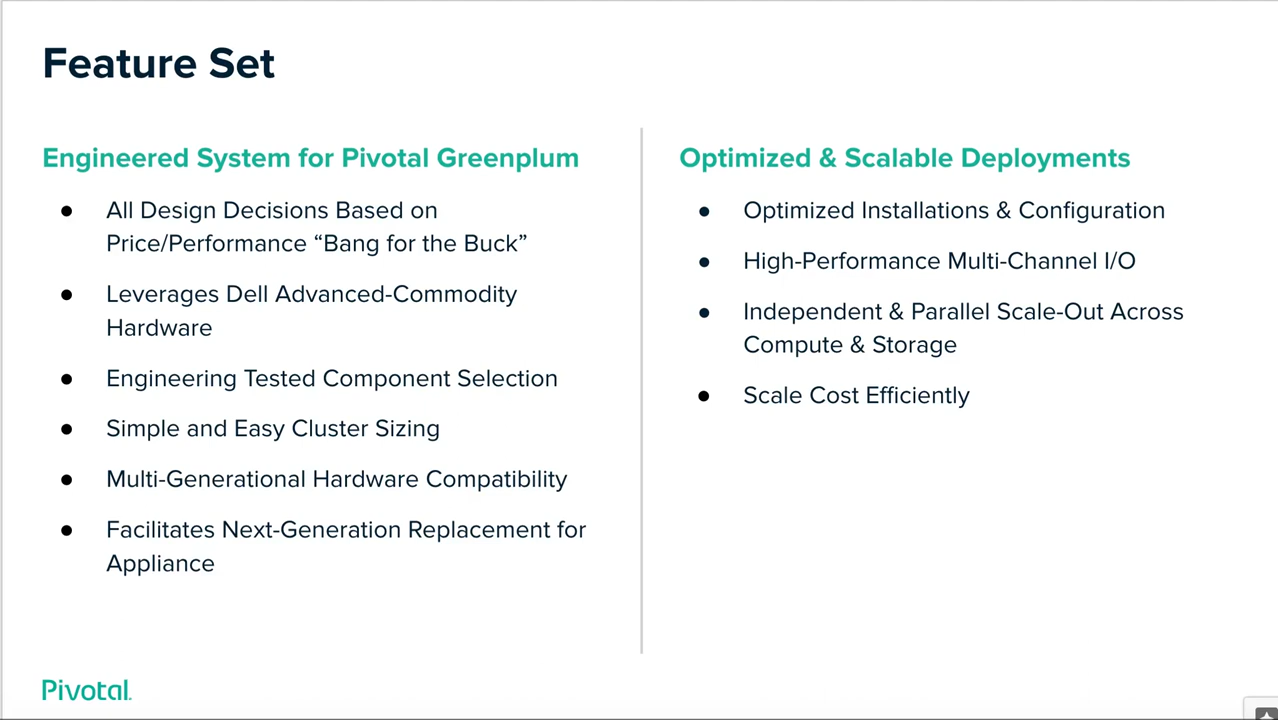 Feature Set
Engineered System for Pivotal Greenplum
● All Design Decisions Based on
Price/Performance “Bang for the Buck”
● Leverages Dell Advanced-Commodity
Hardware
● Engineering Tested Component Selection
● Simple and Easy Cluster Sizing
● Multi-Generational Hardware Compatibility
● Facilitates Next-Generation Replacement for
Appliance
Optimized & Scalable Deployments
● Optimized Installations & Configuration
● High-Performance Multi-Channel I/O
● Independent & Parallel Scale-Out Across
Compute & Storage
● Scale Cost Efficiently
Pivotal.